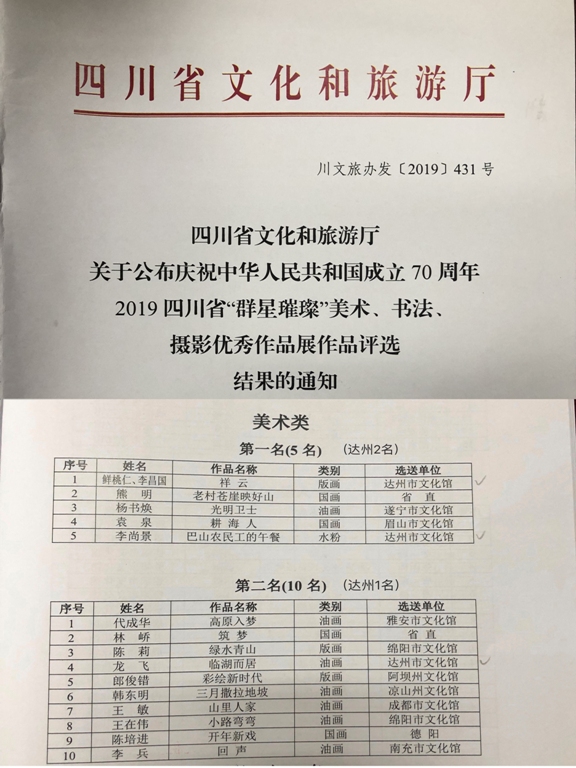 四川省文化和旅游厅
川文旅办发〔2019〕431号
四川省文化和旅游厅
关于公布庆祝中华人民共和国成立70周年
2019四川省“群星璀璨”美术、书法、
摄影优秀作品展作品评选
结果的通知
美术类
第一名(5名) (达州2名)
序号 姓名 作品名称 类别 选送单位
1 鲜桃仁、李昌国 祥云 版画 达州市文化馆
2 熊明 老村苍崖映好山 国画 省直
3 杨书焕 光明卫士 油画 遂宁市文化馆
4 袁泉 耕海人 国画 眉山市文化馆
5 李尚景 巴山农民工的午餐 水粉 达州市文化馆
第二名(10名) (达州1名)
序号 姓名 作品名称 类别 选送单位
1 代成华 高原入梦 油画 雅安市文化馆
2 林峤 筑梦 国画 省直
3 陈莉 绿水青山 版画 绵阳市文化馆
4 龙飞 临湖而居 油画 达州市文化馆
5 郎俊错 彩绘新时代 版画 阿坝州文化馆
6 韩东明 三月撒拉地坡 油画 凉山州文化馆
7 王敏 山里人家 油画 成都市文化馆
8 王在伟 小路弯弯 油画 绵阳市文化馆
9 陈培进 开年新戏 国画 德阳
10 李兵 回声 油画 南充市文化馆